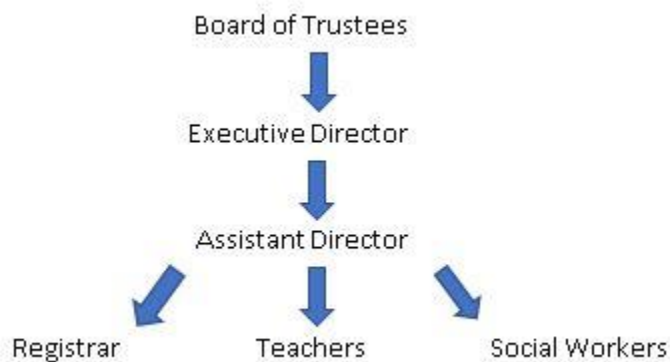 Board of Trustees
Executive Director
Assistant Director
Registrar
Teachers
Social Workers